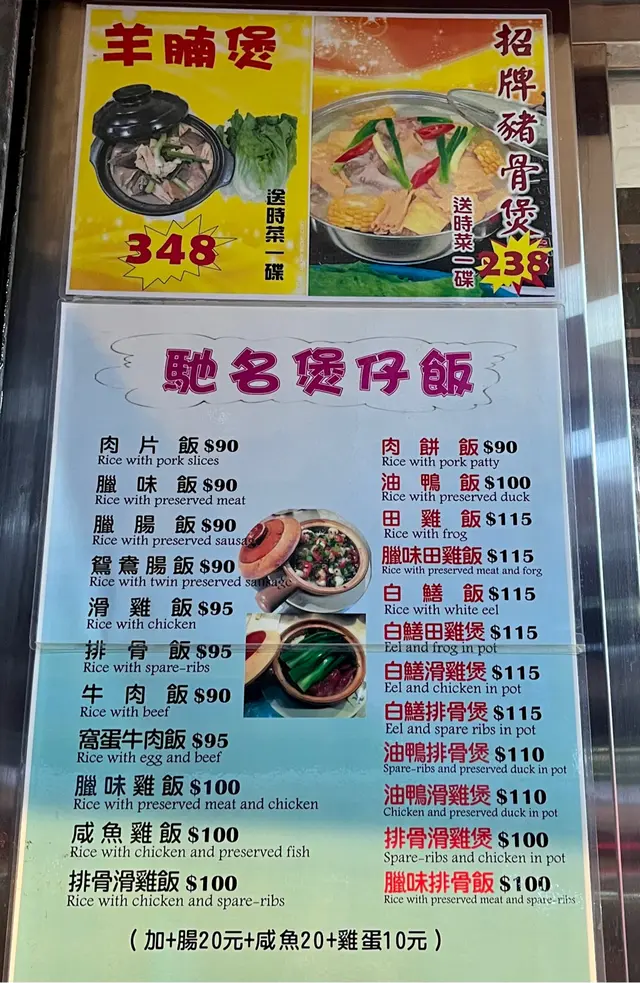 羊腩煲
348
送時菜一碟
招牌豬骨煲
送時菜一碟
238
馳名煲仔飯
肉片飯 $90
Rice with pork slices
臘味飯 $90
Rice with preserved meat
臘腸飯 $90
Rice with preserved sausage
鴛鴦腸飯 $90
Rice with twin preserved sausage
滑雞飯 $95
Rice with chicken
排骨飯 $95
Rice with spare-ribs
牛肉飯 $90
Rice with beef
窩蛋牛肉飯 $95
Rice with egg and beef
臘味雞飯 $100
Rice with preserved meat and chicken
咸魚雞飯 $100
Rice with chicken and preserved fish
排骨滑雞飯 $100
Rice with chicken and spare-ribs
肉餅飯 $90
Rice with pork patty
油鴨飯 $100
Rice with preserved duck
田雞飯 $115
Rice with frog
臘味田雞飯 $115
Rice with preserved meat and forg
白鱔飯 $115
Rice with white eel
白鱔田雞煲 $115
Eel and frog in pot
白鱔滑雞煲 $115
Eel and chicken in pot
白鱔排骨煲 $115
Eel and spare ribs in pot
油鴨排骨煲 $110
Spare-ribs and preserved duck in pot
油鴨滑雞煲 $110
Chicken and preserved duck in pot
排骨滑雞煲 $100
Spare-ribs and chicken in pot
臘味排骨飯 $100
Rice with preserved meat and spare-ribs
（加+腸20元+咸魚20+雞蛋10元）